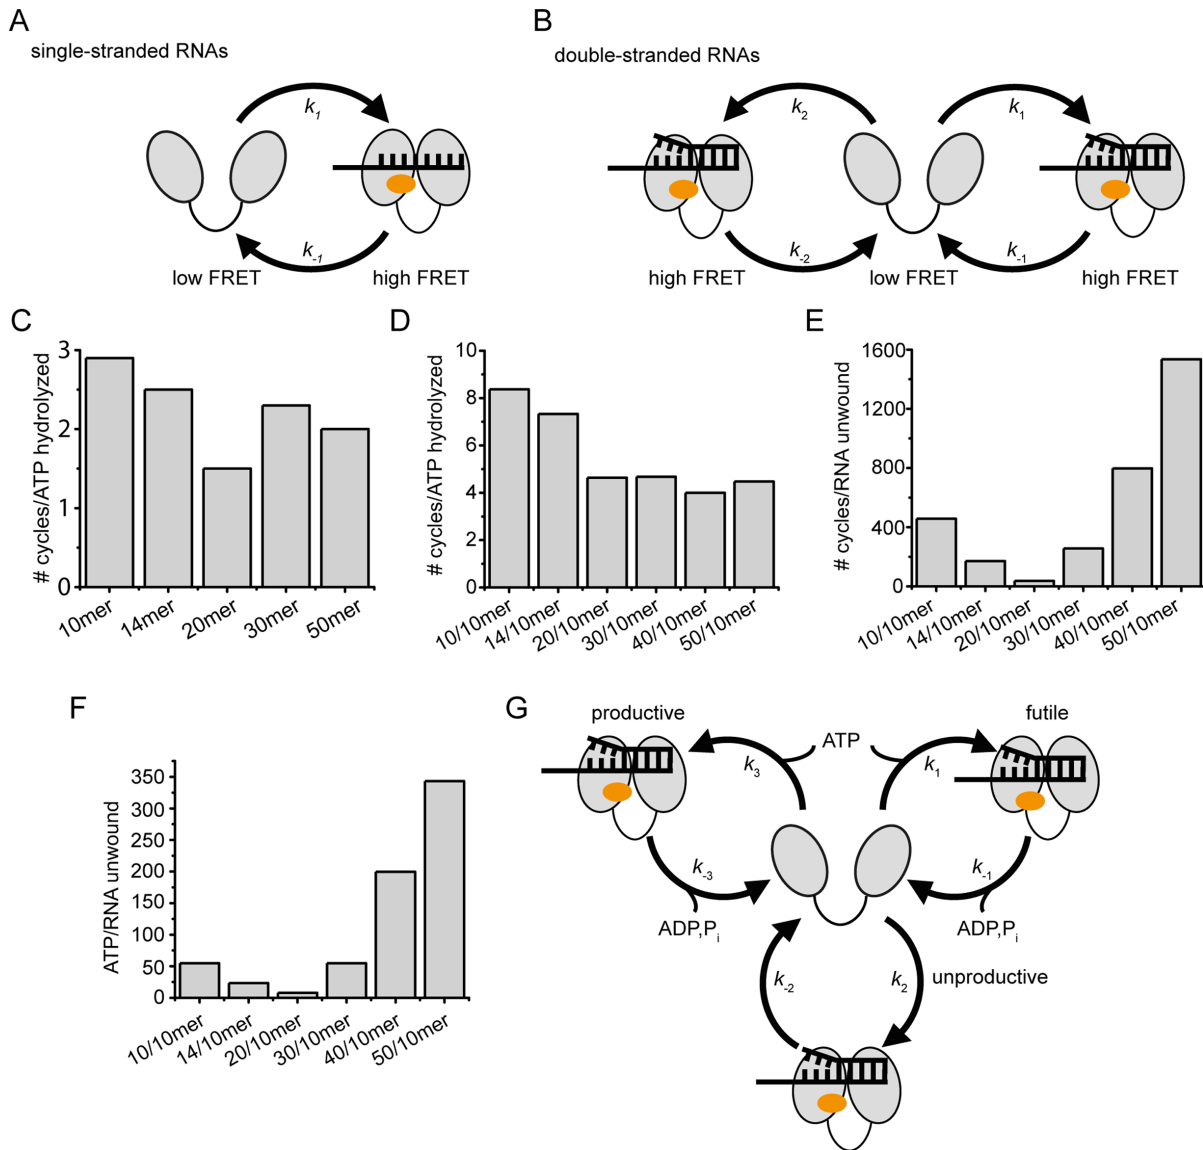 A
single-stranded RNAs
k1
k-1
low FRET
high FRET
B
double-stranded RNAs
k2
k1
k-2
k-1
high FRET
low FRET
high FRET
C
# cycles/ATP hydrolyzed
3
2
1
0
10mer
14mer
20mer
30mer
50mer
D
# cycles/ATP hydrolyzed
10
8
6
4
2
0
10/10mer
14/10mer
20/10mer
30/10mer
40/10mer
50/10mer
E
# cycles/RNA unwound
1600
1200
800
400
0
10/10mer
14/10mer
20/10mer
30/10mer
40/10mer
50/10mer
F
ATP/RNA unwound
350
300
250
200
150
100
50
0
10/10mer
14/10mer
20/10mer
30/10mer
40/10mer
50/10mer
G
productive
futile
ATP
k3
k1
k-3
k-1
ADP,Pi
ADP,Pi
k-2
k2
unproductive